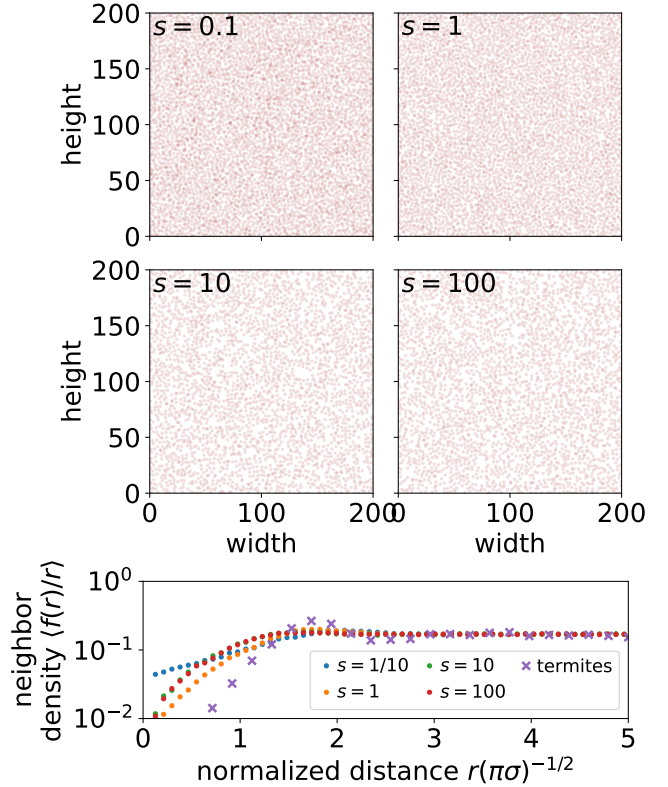 s = 0.1
s = 1
200
150
100
50
0
height
s = 10
s = 100
200
150
100
50
0
height
0 100 200 0 100 200
width width
neighbor
density ⟨f(r)/r⟩
10⁰
10⁻¹
10⁻²
s = 1/10 s = 10 termites
s = 1 s = 100
0 1 2 3 4 5
normalized distance r(πσ)^{−1/2}